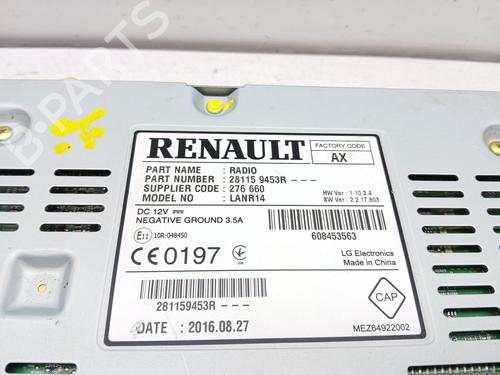 B-PARTS
RENAULT
FACTORY CODE
AX
PART NAME : RADIO
PART NUMBER : 28115 9453R - - -
SUPPLIER CODE : 276 660
MODEL NO : LANR14
HW Ver : 1.10.3.4
SW Ver : 2.2.17.803
DC 12V
NEGATIVE GROUND 3.5A
E11 10R-048450
608453563
CE0197
LG Electronics
Made in China
281159453R - - -
CAP
DATE : 2016.08.27
MEZ64922002